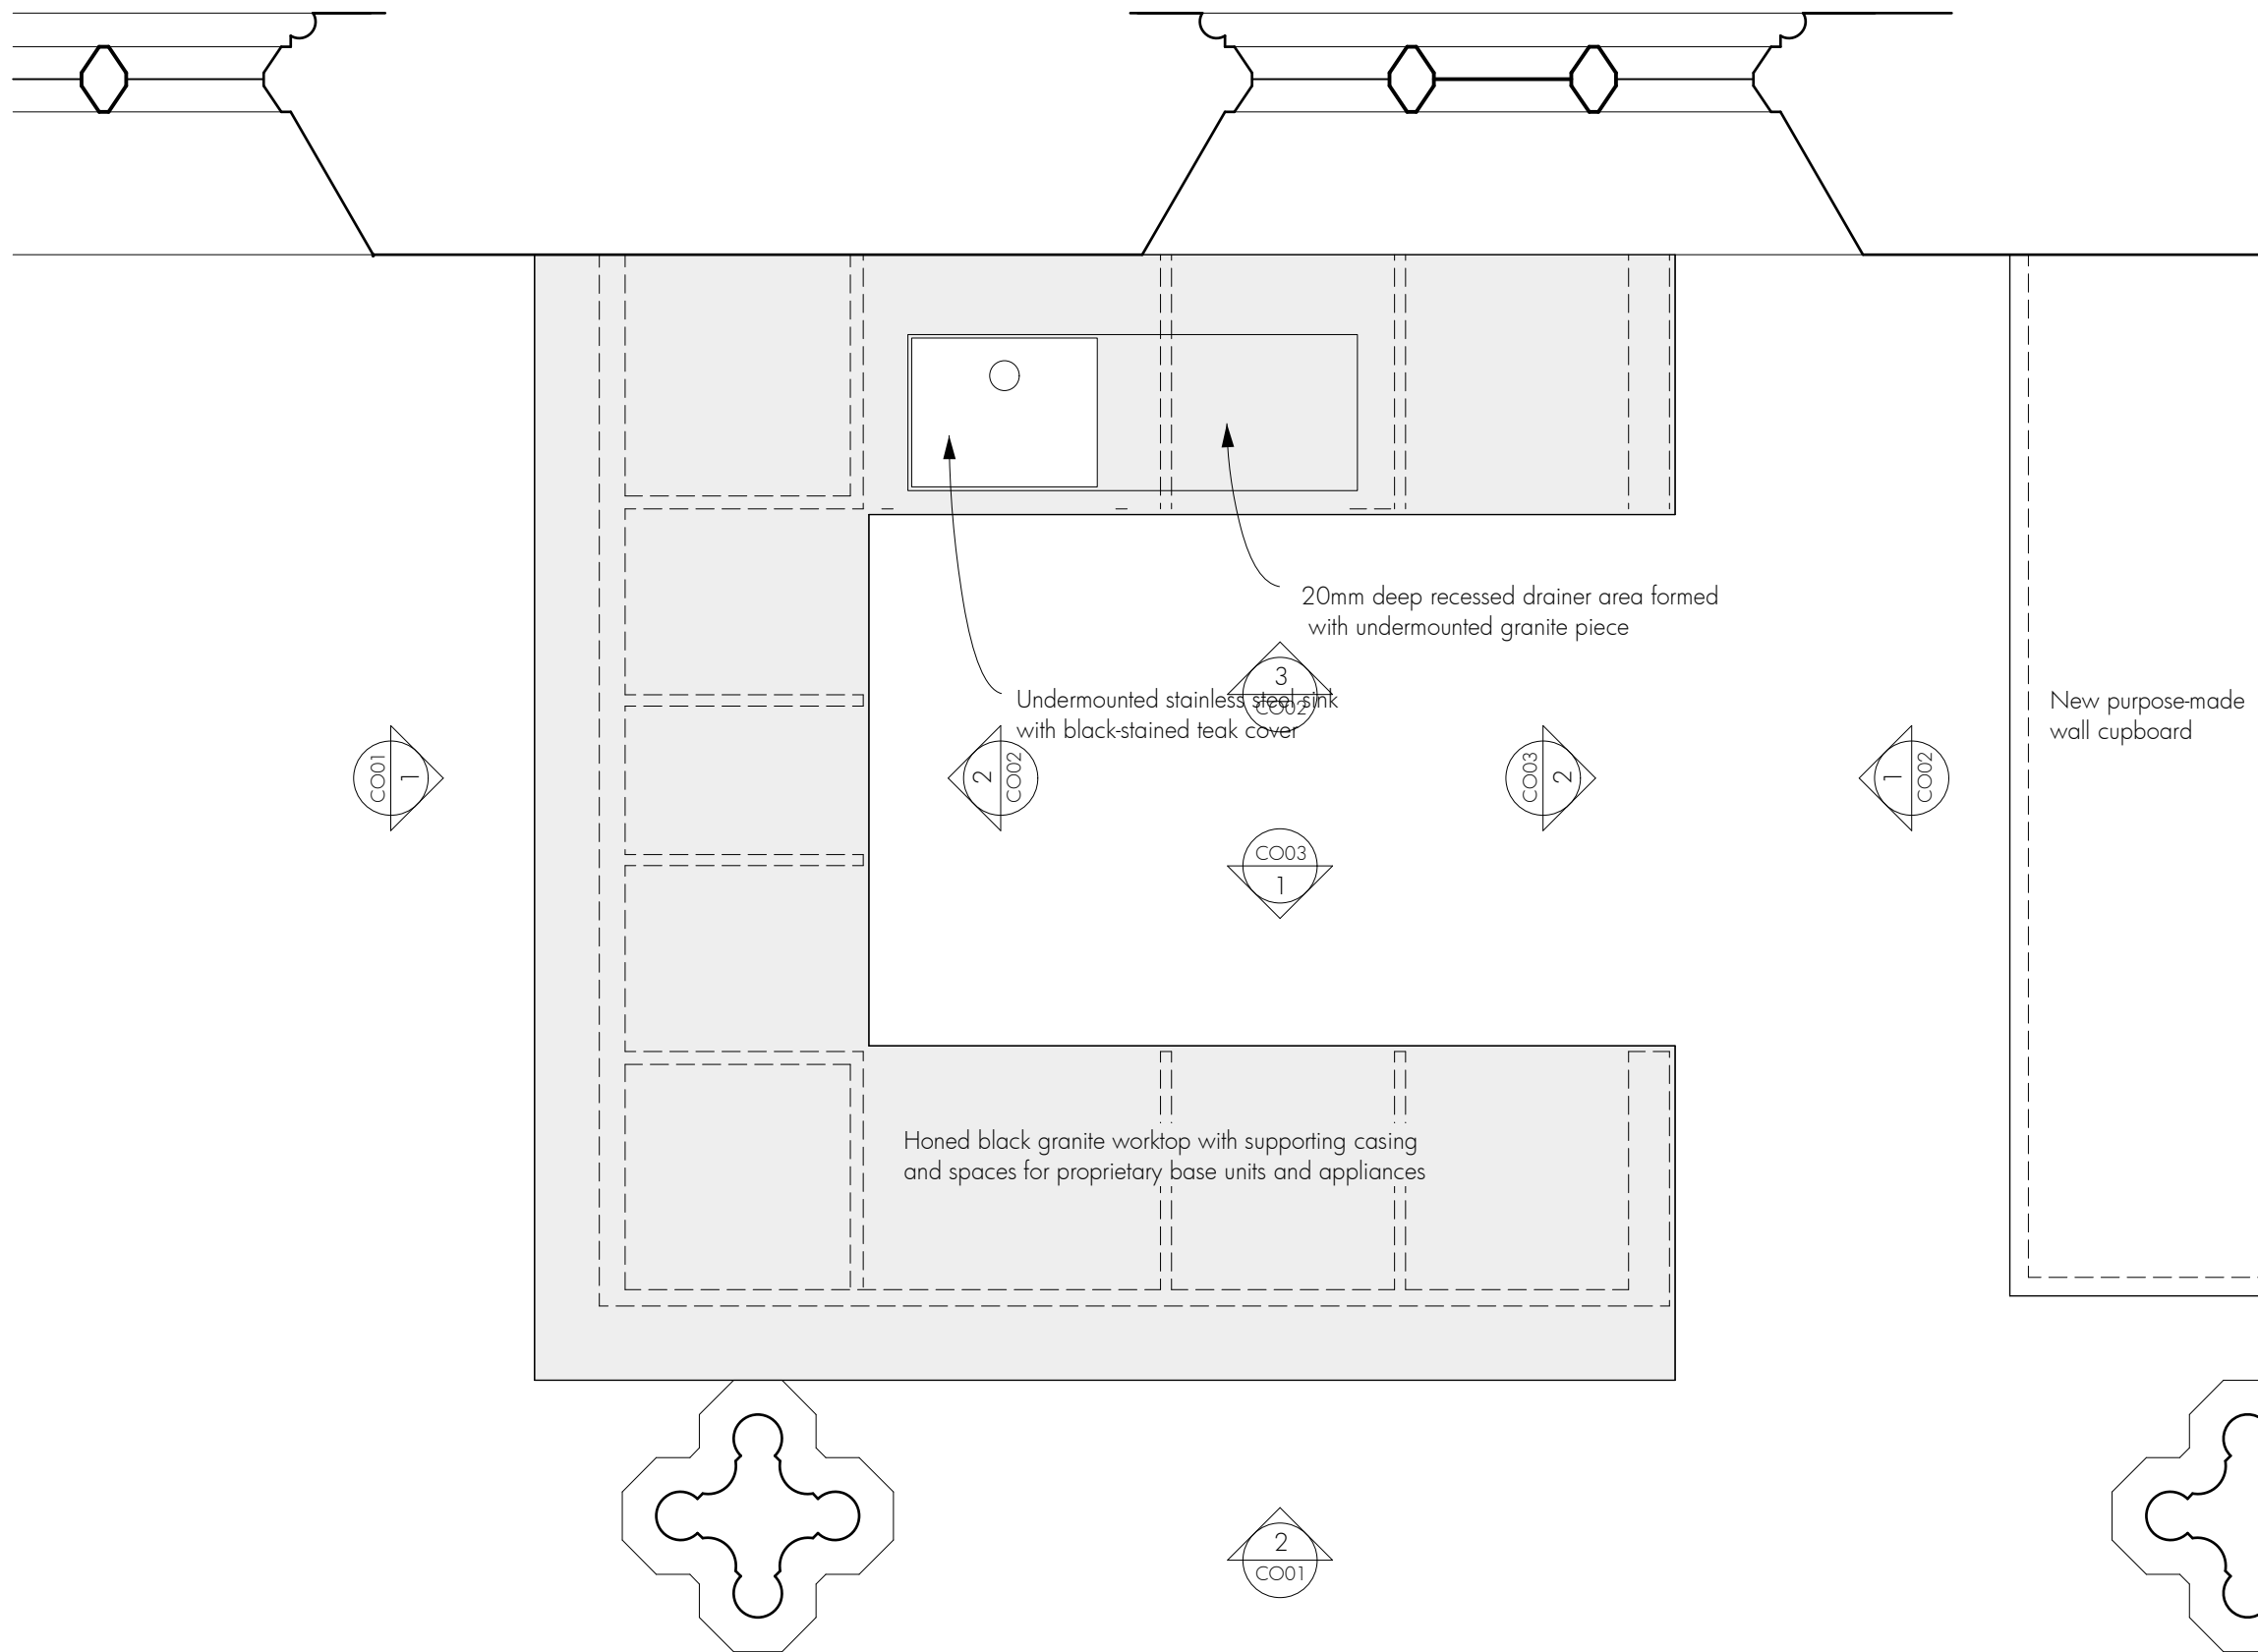 20mm deep recessed drainer area formed
with undermounted granite piece
3
CO02
Undermounted stainless steel sink
with black-stained teak cover
New purpose-made
wall cupboard
CO01
1
2
CO02
CO03
2
1
CO02
CO03
1
Honed black granite worktop with supporting casing
and spaces for proprietary base units and appliances
2
CO01